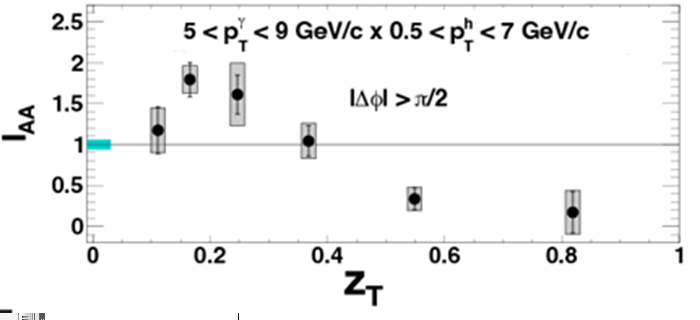 5 < p_T^γ < 9 GeV/c x 0.5 < p_T^h < 7 GeV/c
|Δϕ| > π/2
I_AA
2.5
2
1.5
1
0.5
0
0 0.2 0.4 0.6 0.8 1
z_T